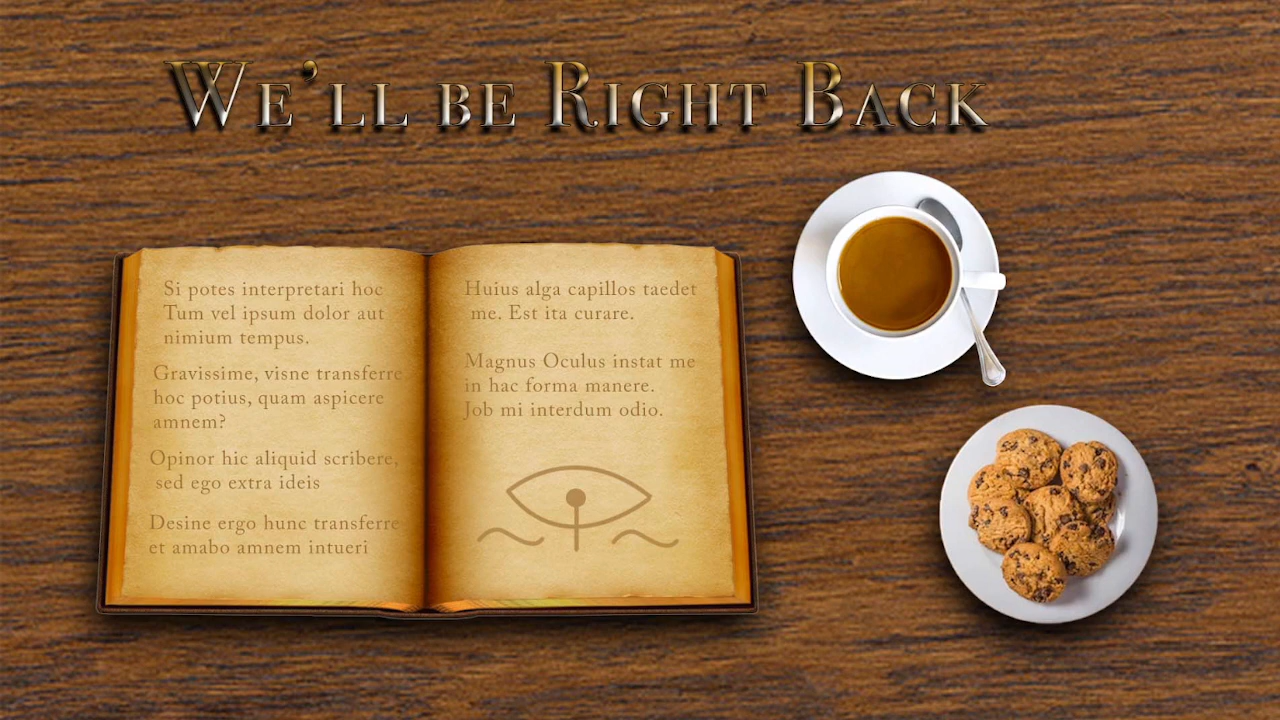 We'll be Right Back
Si potes interpretari hoc
Tum vel ipsum dolor aut
nimium tempus.
Gravissime, visne transferre
hoc potius, quam aspicere
amnem?
Opinor hic aliquid scribere,
sed ego extra ideis
Desine ergo hunc transferre
et amabo amnem intueri
Huius alga capillos taedet
me. Est ita curare.
Magnus Oculus instat me
in hac forma manere.
Job mi interdum odio.